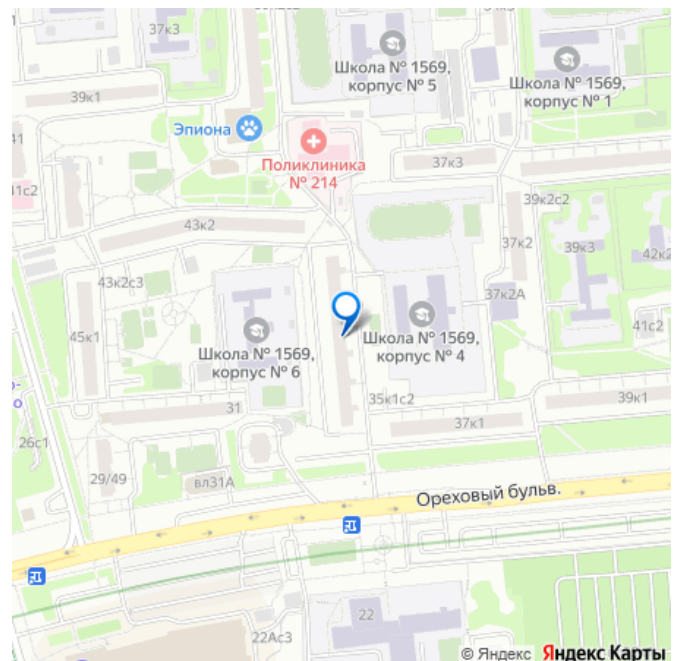 37к3
Школа № 1569,
корпус № 5
Школа № 1569,
корпус № 1
39к1
Эпиона
41
Поликлиника
№ 214
37к3
41с2
39к2с2
43к2
37к2
39к3
42к2
43к2с3
37к2А
45к1
Школа № 1569,
корпус № 6
Школа № 1569,
корпус № 4
41с2
35к1с2
39к1
31
37к1
26с1
29/49
вл31А
Ореховый бульв.
22
22Ас3
© Яндекс Яндекс Карты